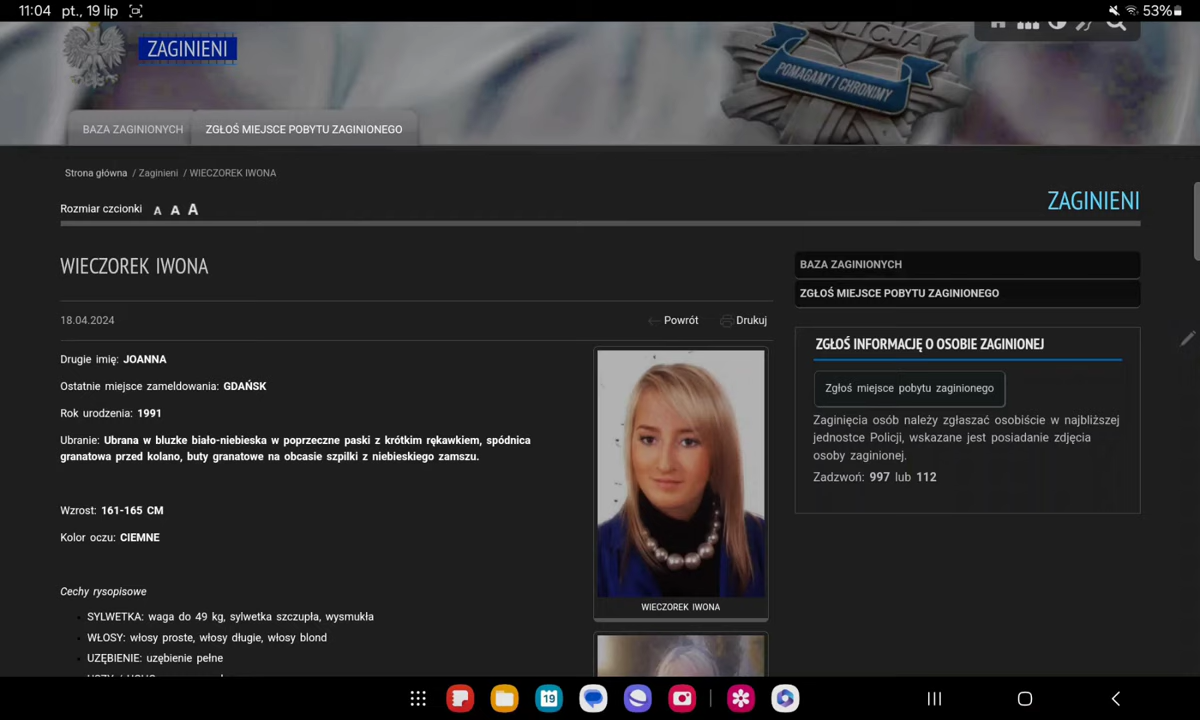 11:04 pt., 19 lip
53%
ZAGINIENI
POLICJA
POMAGAMY I CHRONIMY
BAZA ZAGINIONYCH
ZGŁOŚ MIEJSCE POBYTU ZAGINIONEGO
Strona główna / Zaginieni / WIECZOREK IWONA
Rozmiar czcionki A A A
ZAGINIENI
WIECZOREK IWONA
18.04.2024
Powrót
Drukuj
Drugie imię: JOANNA
Ostatnie miejsce zameldowania: GDAŃSK
Rok urodzenia: 1991
Ubranie: Ubrana w bluzke biało-niebieska w poprzeczne paski z krótkim rękawkiem, spódnica
granatowa przed kolano, buty granatowe na obcasie szpilki z niebieskiego zamszu.
Wzrost: 161-165 CM
Kolor oczu: CIEMNE
Cechy rysopisowe
SYLWETKA: waga do 49 kg, sylwetka szczupła, wysmukła
WŁOSY: włosy proste, włosy długie, włosy blond
UZĘBIENIE: uzębienie pełne
WIECZOREK IWONA
BAZA ZAGINIONYCH
ZGŁOŚ MIEJSCE POBYTU ZAGINIONEGO
ZGŁOŚ INFORMACJĘ O OSOBIE ZAGINIONEJ
Zgłoś miejsce pobytu zaginionego
Zaginięcia osób należy zgłaszać osobiście w najbliższej
jednostce Policji, wskazane jest posiadanie zdjęcia
osoby zaginionej.
Zadzwoń: 997 lub 112
19